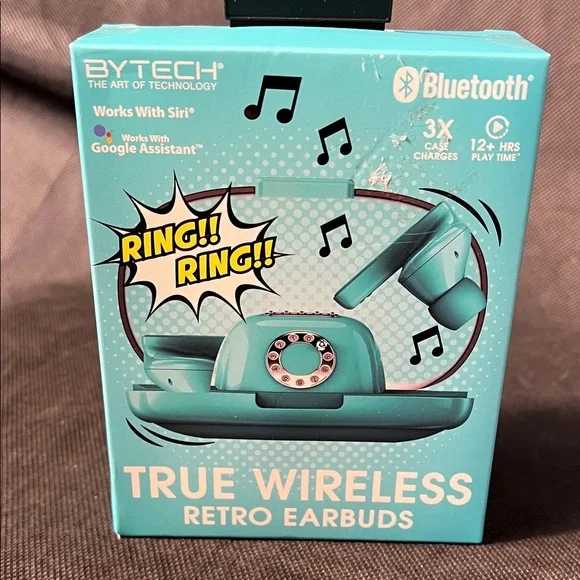 BYTECH®
THE ART OF TECHNOLOGY
Works With Siri®
Works With
Google Assistant™
Bluetooth®
3X
CASE
CHARGES
12+ HRS
PLAY TIME*
RING!!
RING!!
TRUE WIRELESS
RETRO EARBUDS